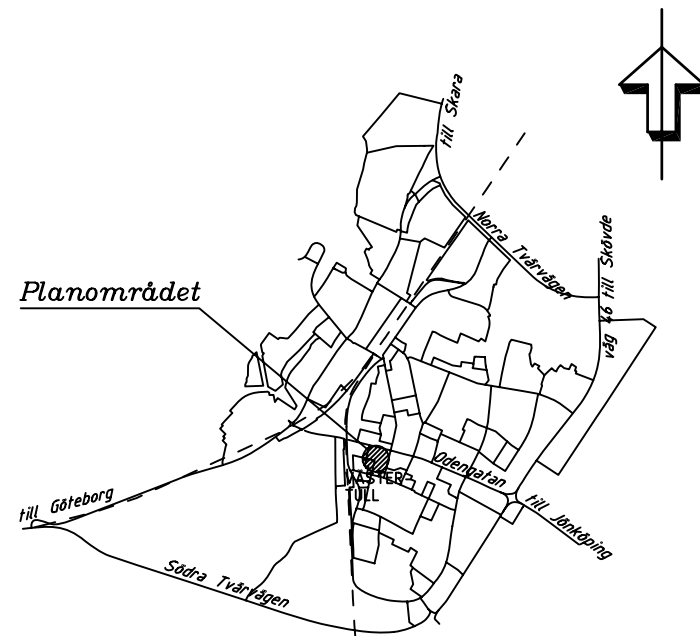 till Skara
Norra Tvärvägen
väg 46 till Skövde
Planområdet
Odengatan
VÄSTER
TULL
till Göteborg
till Jönköping
Södra Tvärvägen